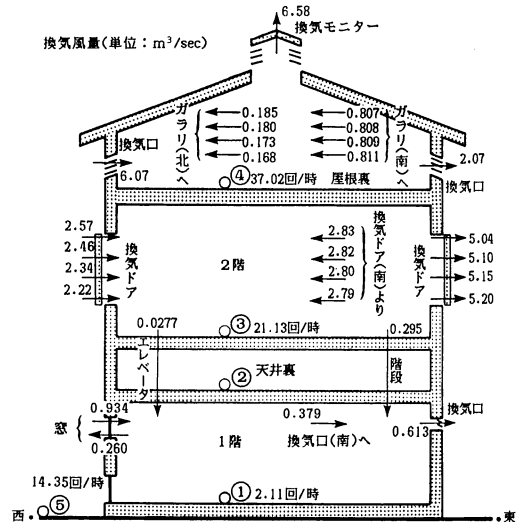 6.58
換気モニター
換気風量(単位：m³/sec)
0.185
0.180
0.173
0.168
ガラリ(北)へ
0.807
0.808
0.809
0.811
ガラリ(南)へ
換気口
6.07
2.07
換気口
④37.02回/時
屋根裏
2.57
2.46
2.34
2.22
換気ドア
2階
2.83
2.82
2.80
2.79
換気ドア(南)より
換気ドア
5.04
5.10
5.15
5.20
0.0277
③21.13回/時
0.295
エレベータ
②
天井裏
階段
0.934
窓
0.260
0.379
換気口
0.613
1階
換気口(南)へ
14.35回/時
①2.11回/時
西
⑤
東